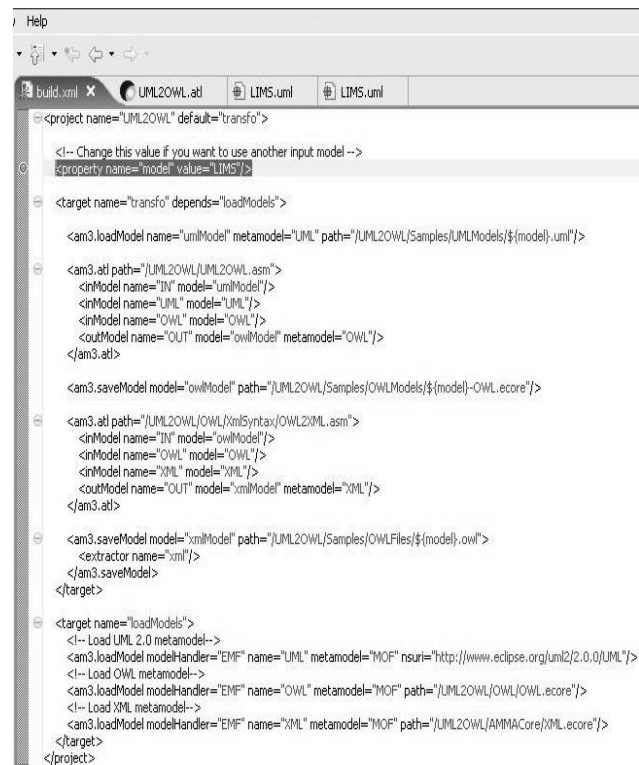 Help
build.xml UML2OWL.atl LIMS.uml LIMS.uml
<project name="UML2OWL" default="transfo">
<!-- Change this value if you want to use another input model -->
<property name="model" value="LIMS"/>
<target name="transfo" depends="loadModels">
<am3.loadModel name="umlModel" metamodel="UML" path="/UML2OWL/Samples/UMLModels/${model}.uml"/>
<am3.atl path="/UML2OWL/UML2OWL.asm">
<inModel name="IN" model="umlModel"/>
<inModel name="UML" model="UML"/>
<inModel name="OWL" model="OWL"/>
<outModel name="OUT" model="owlModel" metamodel="OWL"/>
</am3.atl>
<am3.saveModel model="owlModel" path="/UML2OWL/Samples/OWLModels/${model}-OWL.ecore"/>
<am3.atl path="/UML2OWL/OWL/XmlSyntax/OWL2XML.asm">
<inModel name="IN" model="owlModel"/>
<inModel name="OWL" model="OWL"/>
<inModel name="XML" model="XML"/>
<outModel name="OUT" model="xmlModel" metamodel="XML"/>
</am3.atl>
<am3.saveModel model="xmlModel" path="/UML2OWL/Samples/OWLFiles/${model}.owl">
<extractor name="xml"/>
</am3.saveModel>
</target>
<target name="loadModels">
<!-- Load UML 2.0 metamodel-->
<am3.loadModel modelHandler="EMF" name="UML" metamodel="MOF" nsuri="http://www.eclipse.org/uml2/2.0.0/UML"/>
<!-- Load OWL metamodel-->
<am3.loadModel modelHandler="EMF" name="OWL" metamodel="MOF" path="/UML2OWL/OWL/OWL.ecore"/>
<!-- Load XML metamodel-->
<am3.loadModel modelHandler="EMF" name="XML" metamodel="MOF" path="/UML2OWL/AMMACore/XML.ecore"/>
</target>
</project>